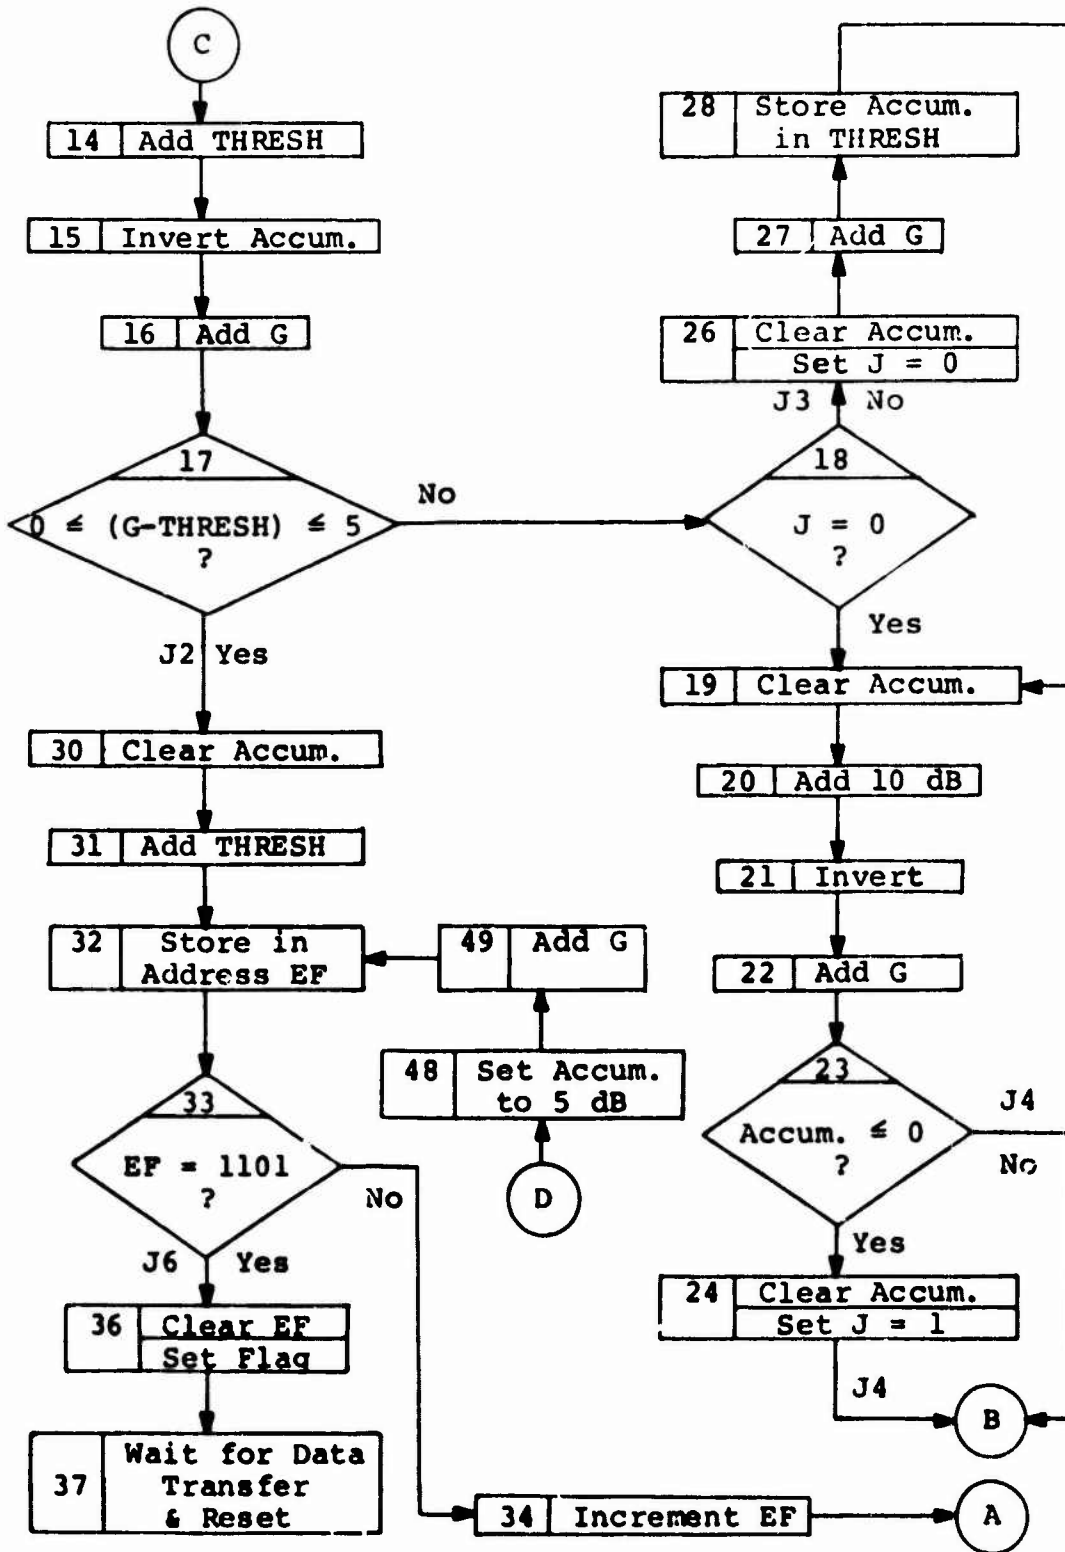 C
14 Add THRESH
15 Invert Accum.
16 Add G
17
0 ≤ (G-THRESH) ≤ 5
?
No
J2 Yes
30 Clear Accum.
31 Add THRESH
32 Store in
Address EF
49 Add G
48 Set Accum.
to 5 dB
D
33
EF = 1101
?
No
J6 Yes
36 Clear EF
Set Flag
37 Wait for Data
Transfer
& Reset
34 Increment EF
A
28 Store Accum.
in THRESH
27 Add G
26 Clear Accum.
Set J = 0
J3 No
18
J = 0
?
Yes
19 Clear Accum.
20 Add 10 dB
21 Invert
22 Add G
23
Accum. ≤ 0
?
J4
No
Yes
24 Clear Accum.
Set J = 1
J4
B